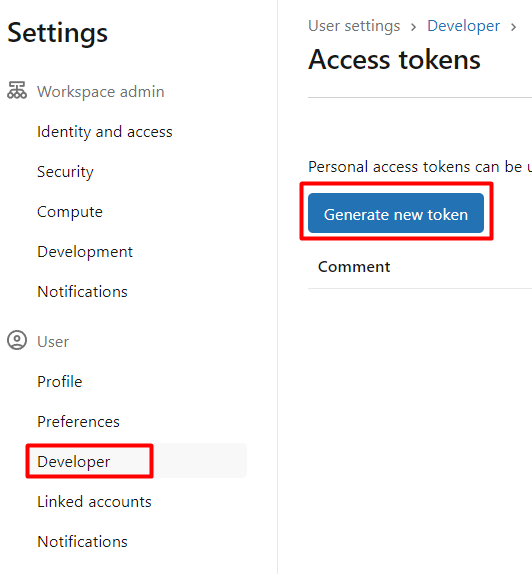 Settings
Workspace admin
Identity and access
Security
Compute
Development
Notifications
User
Profile
Preferences
Developer
Linked accounts
Notifications
User settings > Developer >
Access tokens
Personal access tokens can be
Generate new token
Comment